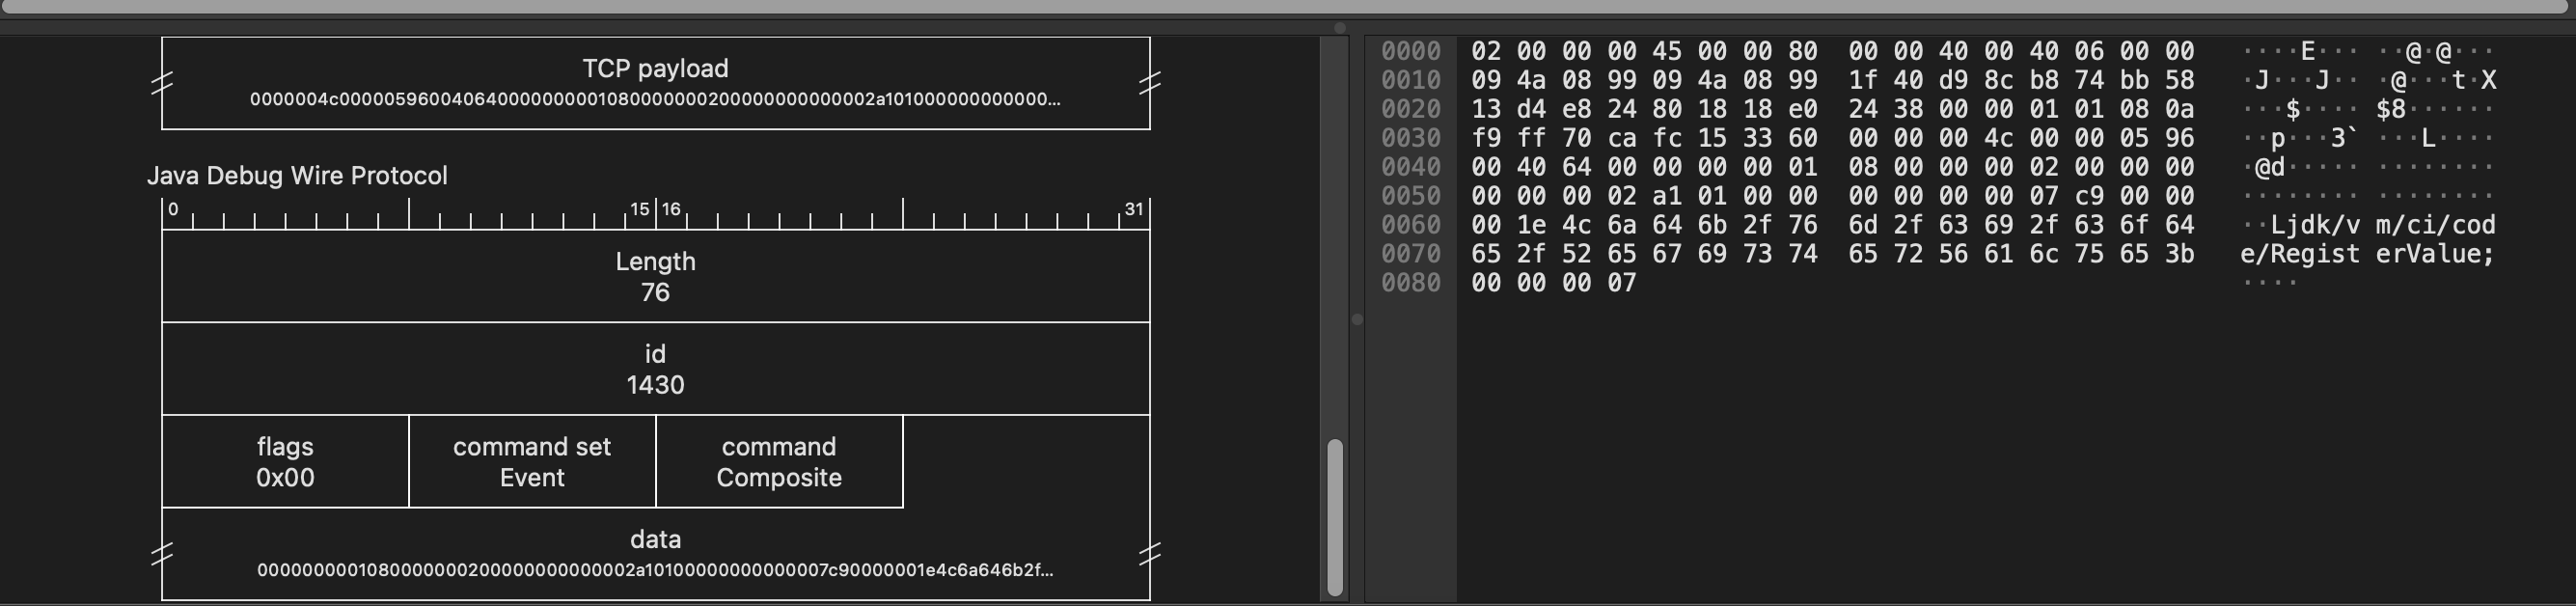 TCP payload
0000004c000005960040640000000001080000000200000000000002a101000000000000…
Java Debug Wire Protocol
0 15 16 31
Length
76
id
1430
flags
0x00
command set
Event
command
Composite
data
0000000001080000000200000000000002a10100000000000007c90000001e4c6a646b2f…
0000 02 00 00 00 45 00 00 80 00 00 40 00 40 06 00 00 ····E··· ··@·@···
0010 09 4a 08 99 09 4a 08 99 1f 40 d9 8c b8 74 bb 58 ·J···J·· ·@···t·X
0020 13 d4 e8 24 80 18 18 e0 24 38 00 00 01 01 08 0a ···$···· $8······
0030 f9 ff 70 ca fc 15 33 60 00 00 00 4c 00 00 05 96 ··p···3` ···L····
0040 00 40 64 00 00 00 00 01 08 00 00 00 02 00 00 00 ·@d····· ········
0050 00 00 00 02 a1 01 00 00 00 00 00 00 07 c9 00 00 ········ ········
0060 00 1e 4c 6a 64 6b 2f 76 6d 2f 63 69 2f 63 6f 64 ··Ljdk/v m/ci/cod
0070 65 2f 52 65 67 69 73 74 65 72 56 61 6c 75 65 3b e/Regist erValue;
0080 00 00 00 07 ····